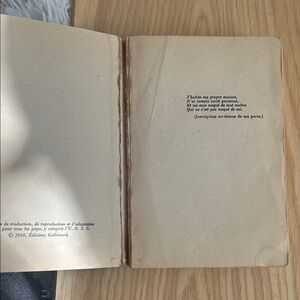 de traduction, de reproduction et d'adaptation
pour tous les pays, y compris l'U. R. S. S.
© 1950, Éditions Gallimard.
J'habite ma propre maison,
N'ai jamais imité personne,
Et me suis moqué de tout maître
Qui ne s'est pas moqué de soi.
(Inscription au-dessus de ma porte.)